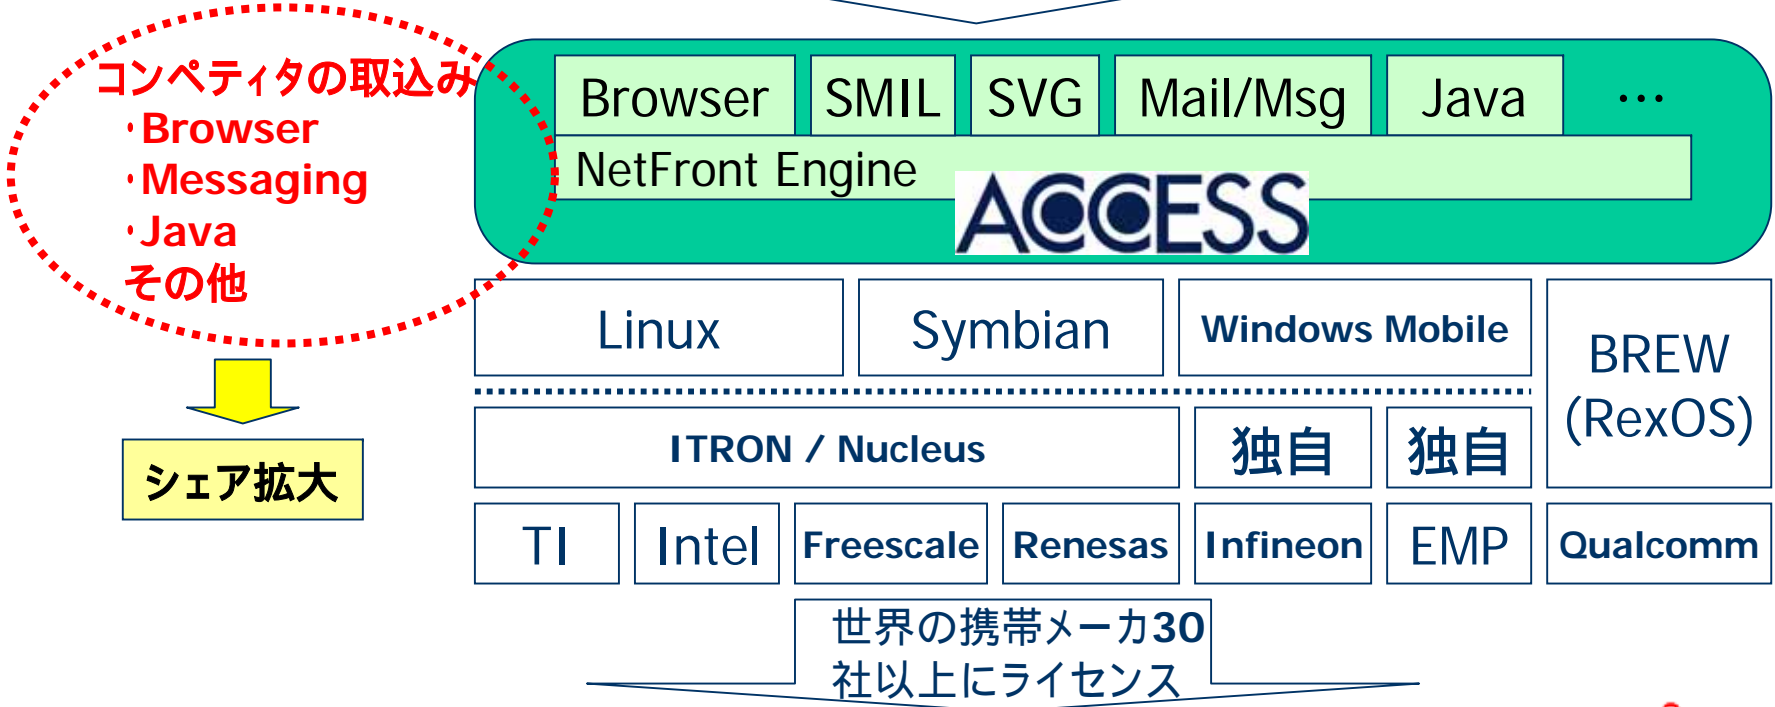 コンペティタの取込み
・Browser
・Messaging
・Java
その他
シェア拡大
Browser SMIL SVG Mail/Msg Java …
NetFront Engine
ACCESS
Linux Symbian Windows Mobile
BREW
(RexOS)
ITRON / Nucleus 独自 独自
TI Intel Freescale Renesas Infineon EMP Qualcomm
世界の携帯メーカ30
社以上にライセンス